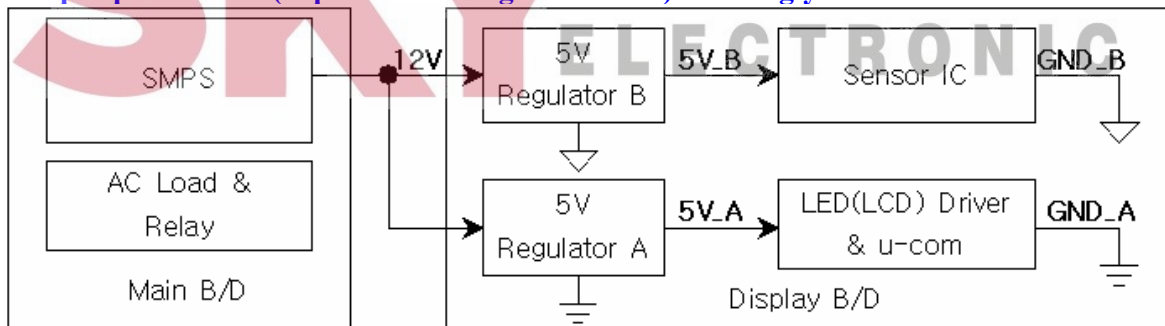 SKY ELECTRONIC
SMPS
AC Load &
Relay
Main B/D
12V
5V
Regulator B
5V_B
Sensor IC
GND_B
5V
Regulator A
5V_A
LED(LCD) Driver
& u-com
GND_A
Display B/D